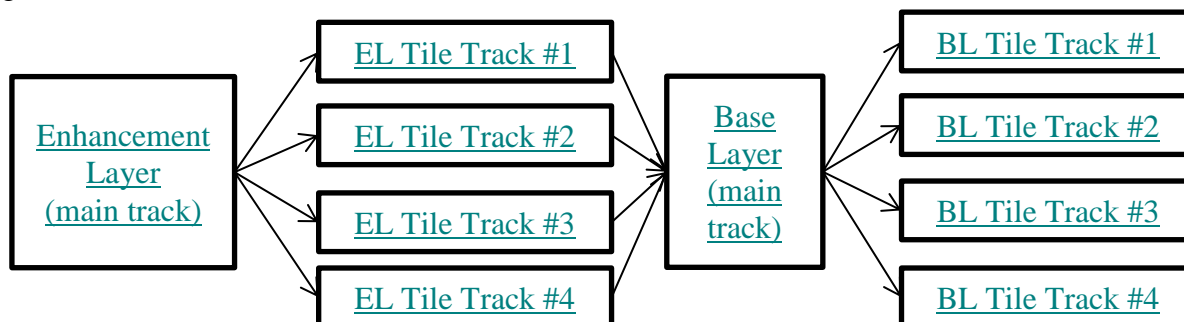 Enhancement
Layer
(main track)
EL Tile Track #1
EL Tile Track #2
EL Tile Track #3
EL Tile Track #4
Base
Layer
(main
track)
BL Tile Track #1
BL Tile Track #2
BL Tile Track #3
BL Tile Track #4